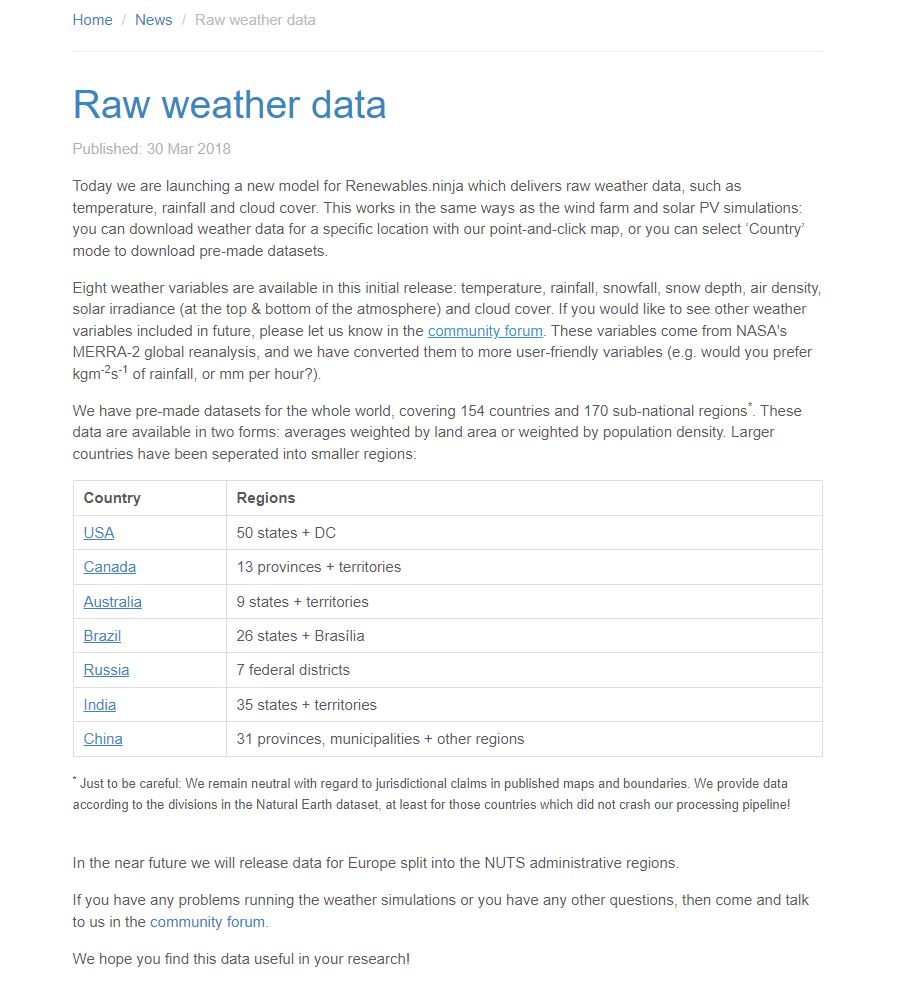 Home / News / Raw weather data
Raw weather data
Published: 30 Mar 2018
Today we are launching a new model for Renewables.ninja which delivers raw weather data, such as
temperature, rainfall and cloud cover. This works in the same ways as the wind farm and solar PV simulations:
you can download weather data for a specific location with our point-and-click map, or you can select ‘Country’
mode to download pre-made datasets.
Eight weather variables are available in this initial release: temperature, rainfall, snowfall, snow depth, air density,
solar irradiance (at the top & bottom of the atmosphere) and cloud cover. If you would like to see other weather
variables included in future, please let us know in the community forum. These variables come from NASA's
MERRA-2 global reanalysis, and we have converted them to more user-friendly variables (e.g. would you prefer
kgm⁻²s⁻¹ of rainfall, or mm per hour?).
We have pre-made datasets for the whole world, covering 154 countries and 170 sub-national regions*. These
data are available in two forms: averages weighted by land area or weighted by population density. Larger
countries have been seperated into smaller regions:
Country Regions
USA 50 states + DC
Canada 13 provinces + territories
Australia 9 states + territories
Brazil 26 states + Brasília
Russia 7 federal districts
India 35 states + territories
China 31 provinces, municipalities + other regions
* Just to be careful: We remain neutral with regard to jurisdictional claims in published maps and boundaries. We provide data
according to the divisions in the Natural Earth dataset, at least for those countries which did not crash our processing pipeline!
In the near future we will release data for Europe split into the NUTS administrative regions.
If you have any problems running the weather simulations or you have any other questions, then come and talk
to us in the community forum.
We hope you find this data useful in your research!